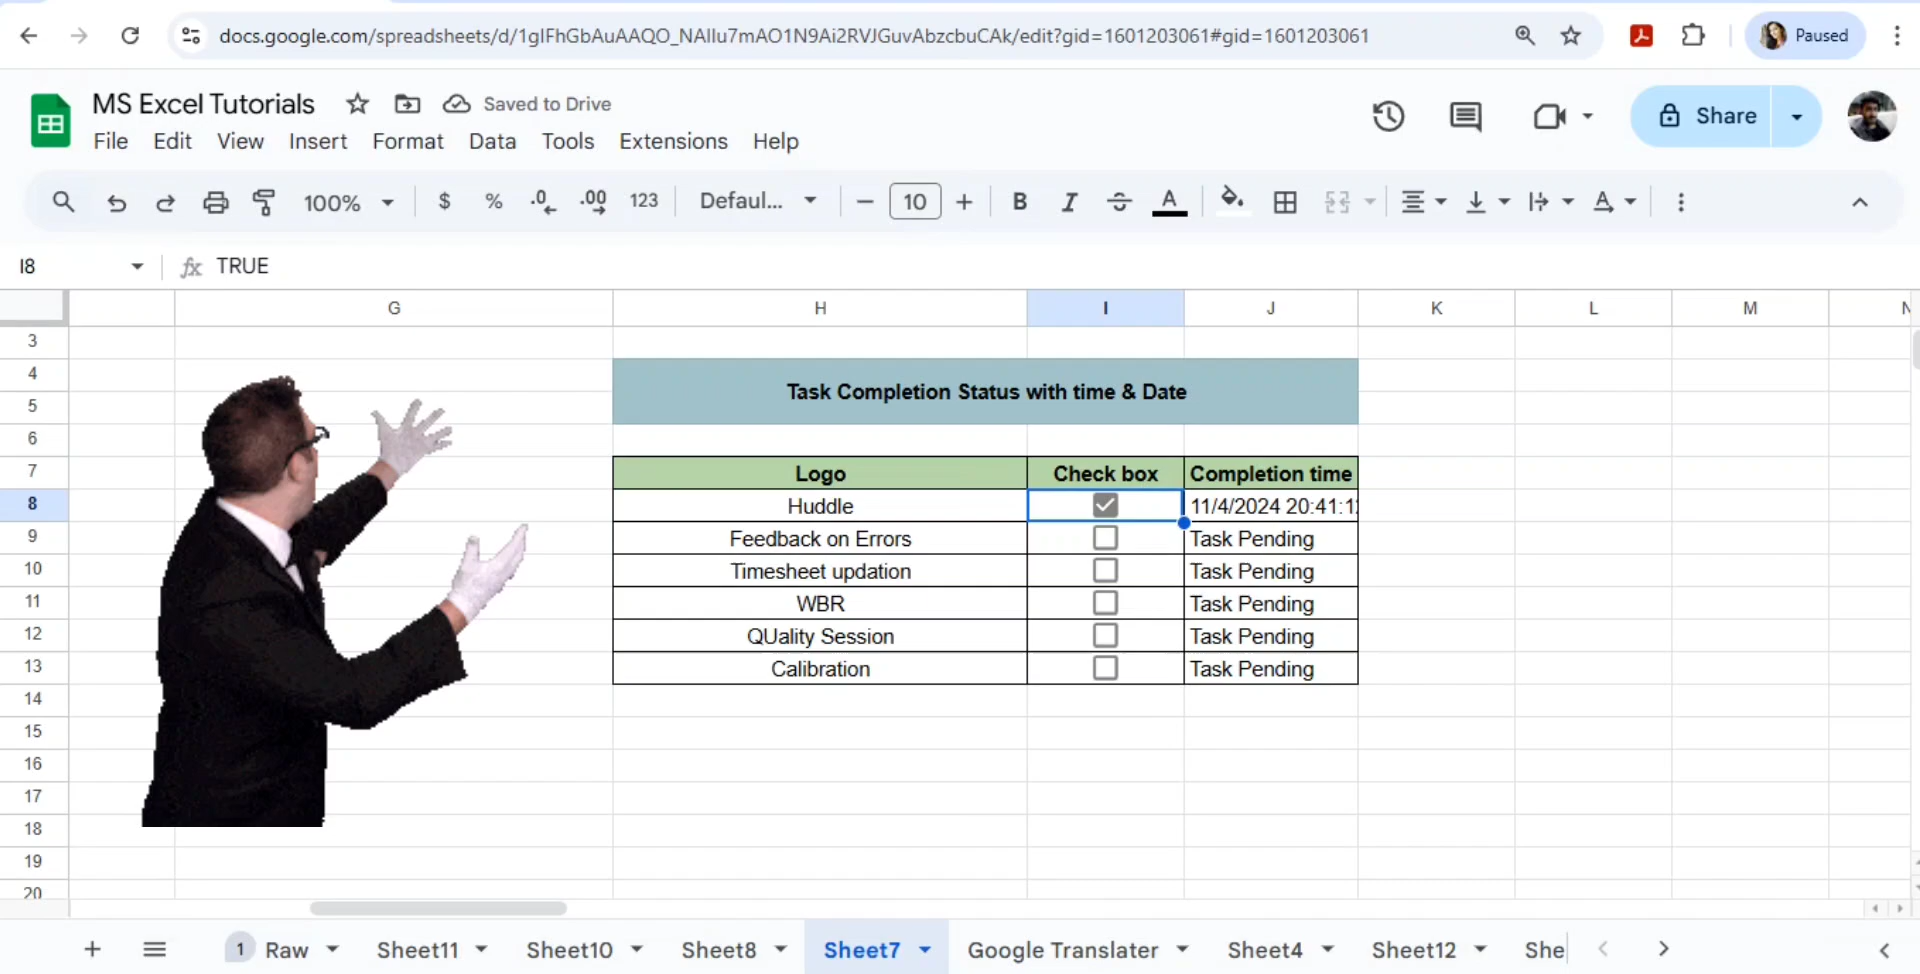 docs.google.com/spreadsheets/d/1gIFhGbAuAAQO_NAIlu7mAO1N9Ai2RVJGuvAbzcbuCAk/edit?gid=1601203061#gid=1601203061
Paused
MS Excel Tutorials
Saved to Drive
File Edit View Insert Format Data Tools Extensions Help
Share
100% $ % .0 .00 123 Defaul... 10 B I A
I8 fx TRUE
G H I J K L M N
3
4
Task Completion Status with time & Date
5
6
7 Logo Check box Completion time
8 Huddle 11/4/2024 20:41:1
9 Feedback on Errors Task Pending
10 Timesheet updation Task Pending
11 WBR Task Pending
12 QUality Session Task Pending
13 Calibration Task Pending
14
15
16
17
18
19
20
1 Raw Sheet11 Sheet10 Sheet8 Sheet7 Google Translater Sheet4 Sheet12 She